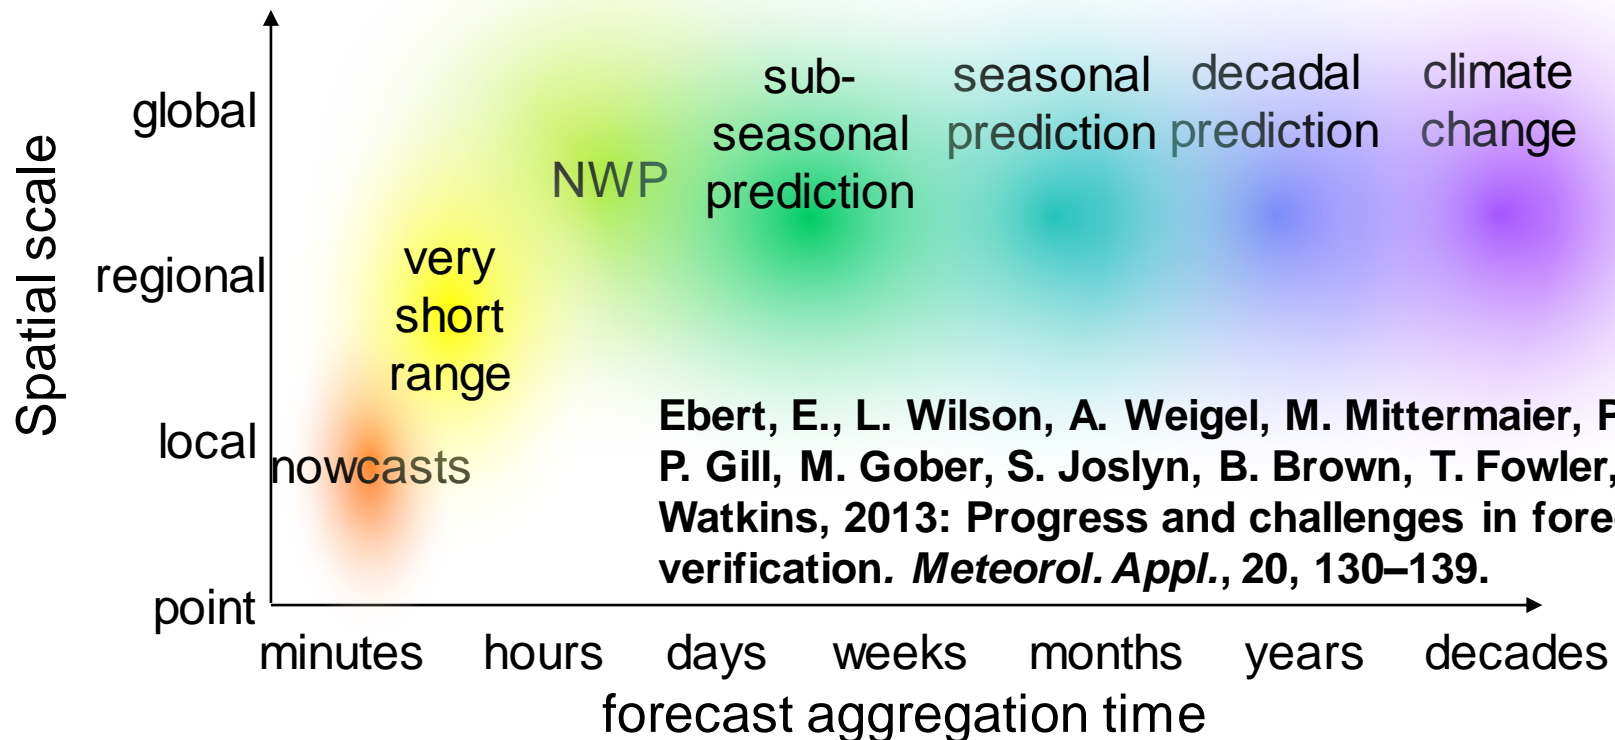 Spatial scale
global
regional
local
point
nowcasts
very
short
range
NWP
sub-
seasonal
prediction
seasonal
prediction
decadal
prediction
climate
change
Ebert, E., L. Wilson, A. Weigel, M. Mittermaier,
P. Gill, M. Gober, S. Joslyn, B. Brown, T. Fowler,
Watkins, 2013: Progress and challenges in
verification. Meteorol. Appl., 20, 130–139.
minutes hours days weeks months years decades
forecast aggregation time